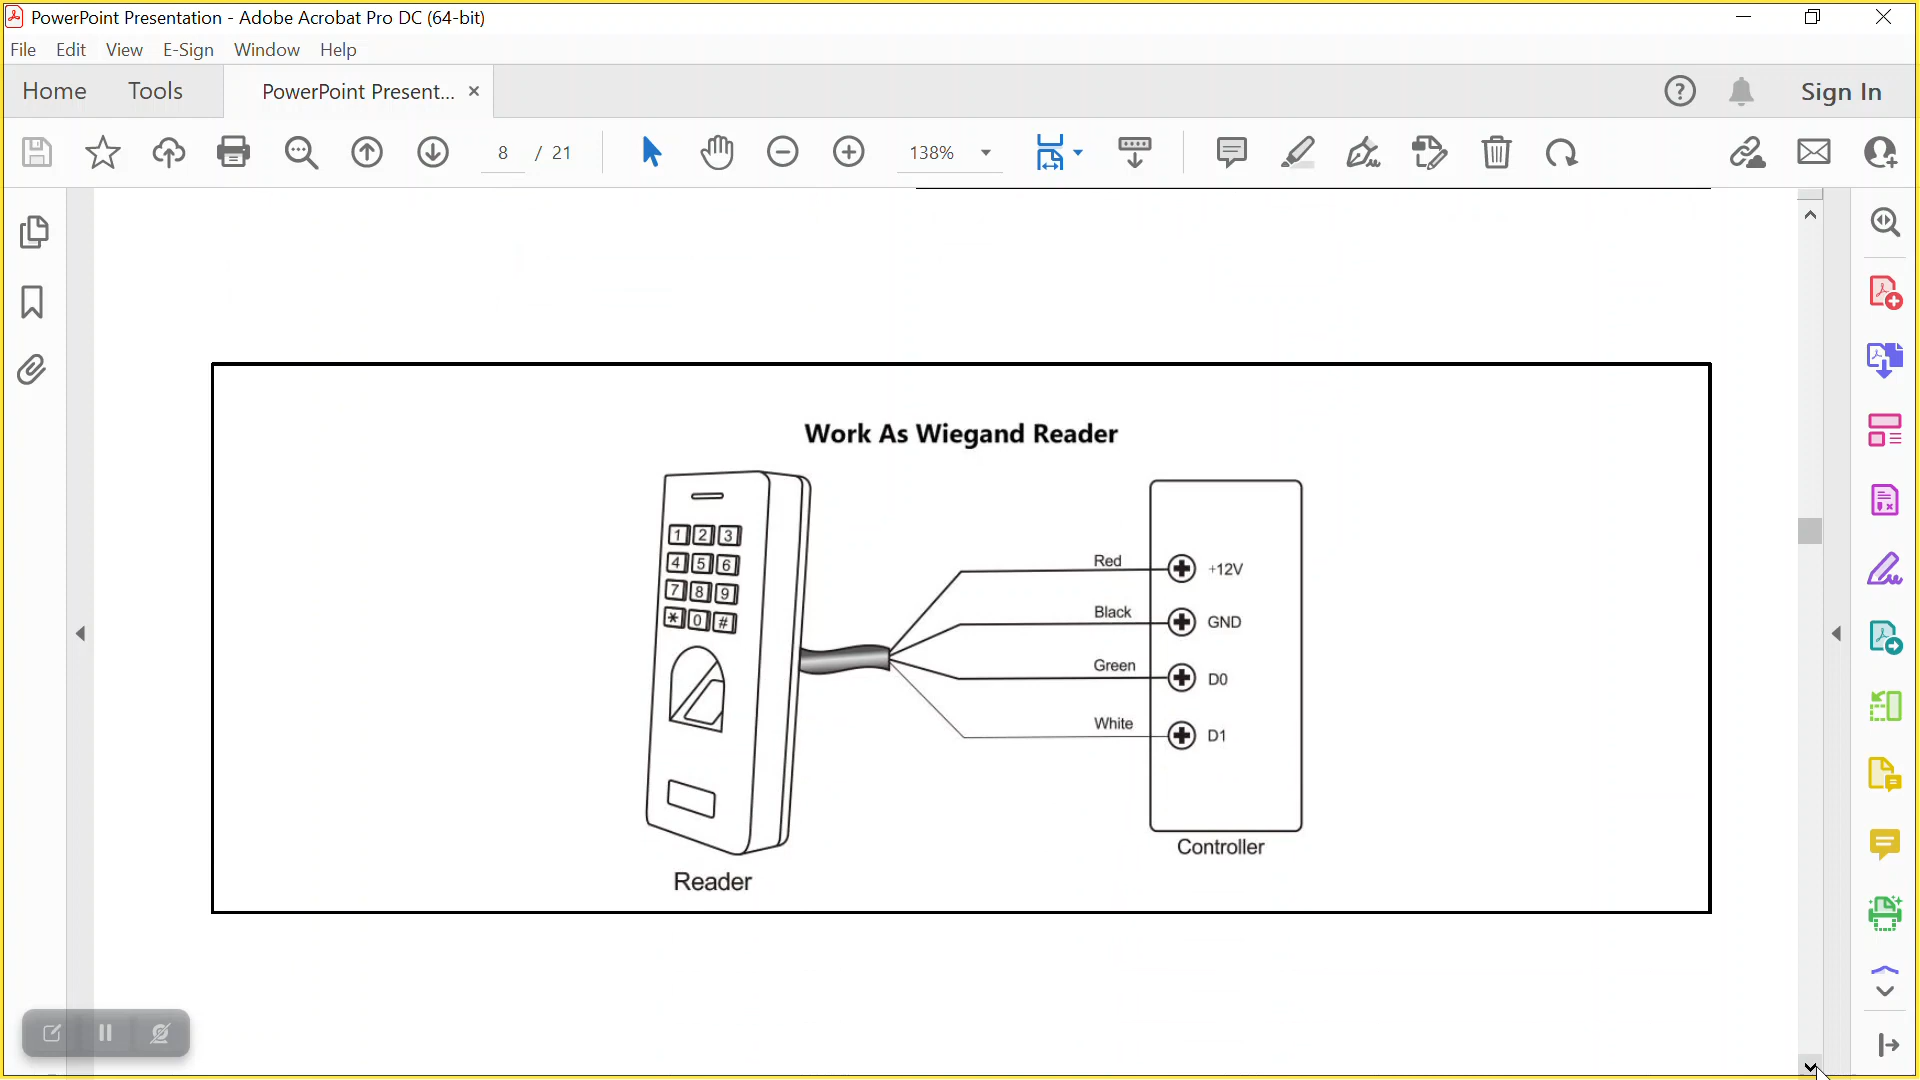 PowerPoint Presentation - Adobe Acrobat Pro DC (64-bit)
File Edit View E-Sign Window Help
Home Tools PowerPoint Present... Sign In
8 / 21 138%
Work As Wiegand Reader
1 2 3
4 5 6
7 8 9
* 0 #
Red +12V
Black GND
Green D0
White D1
Controller
Reader